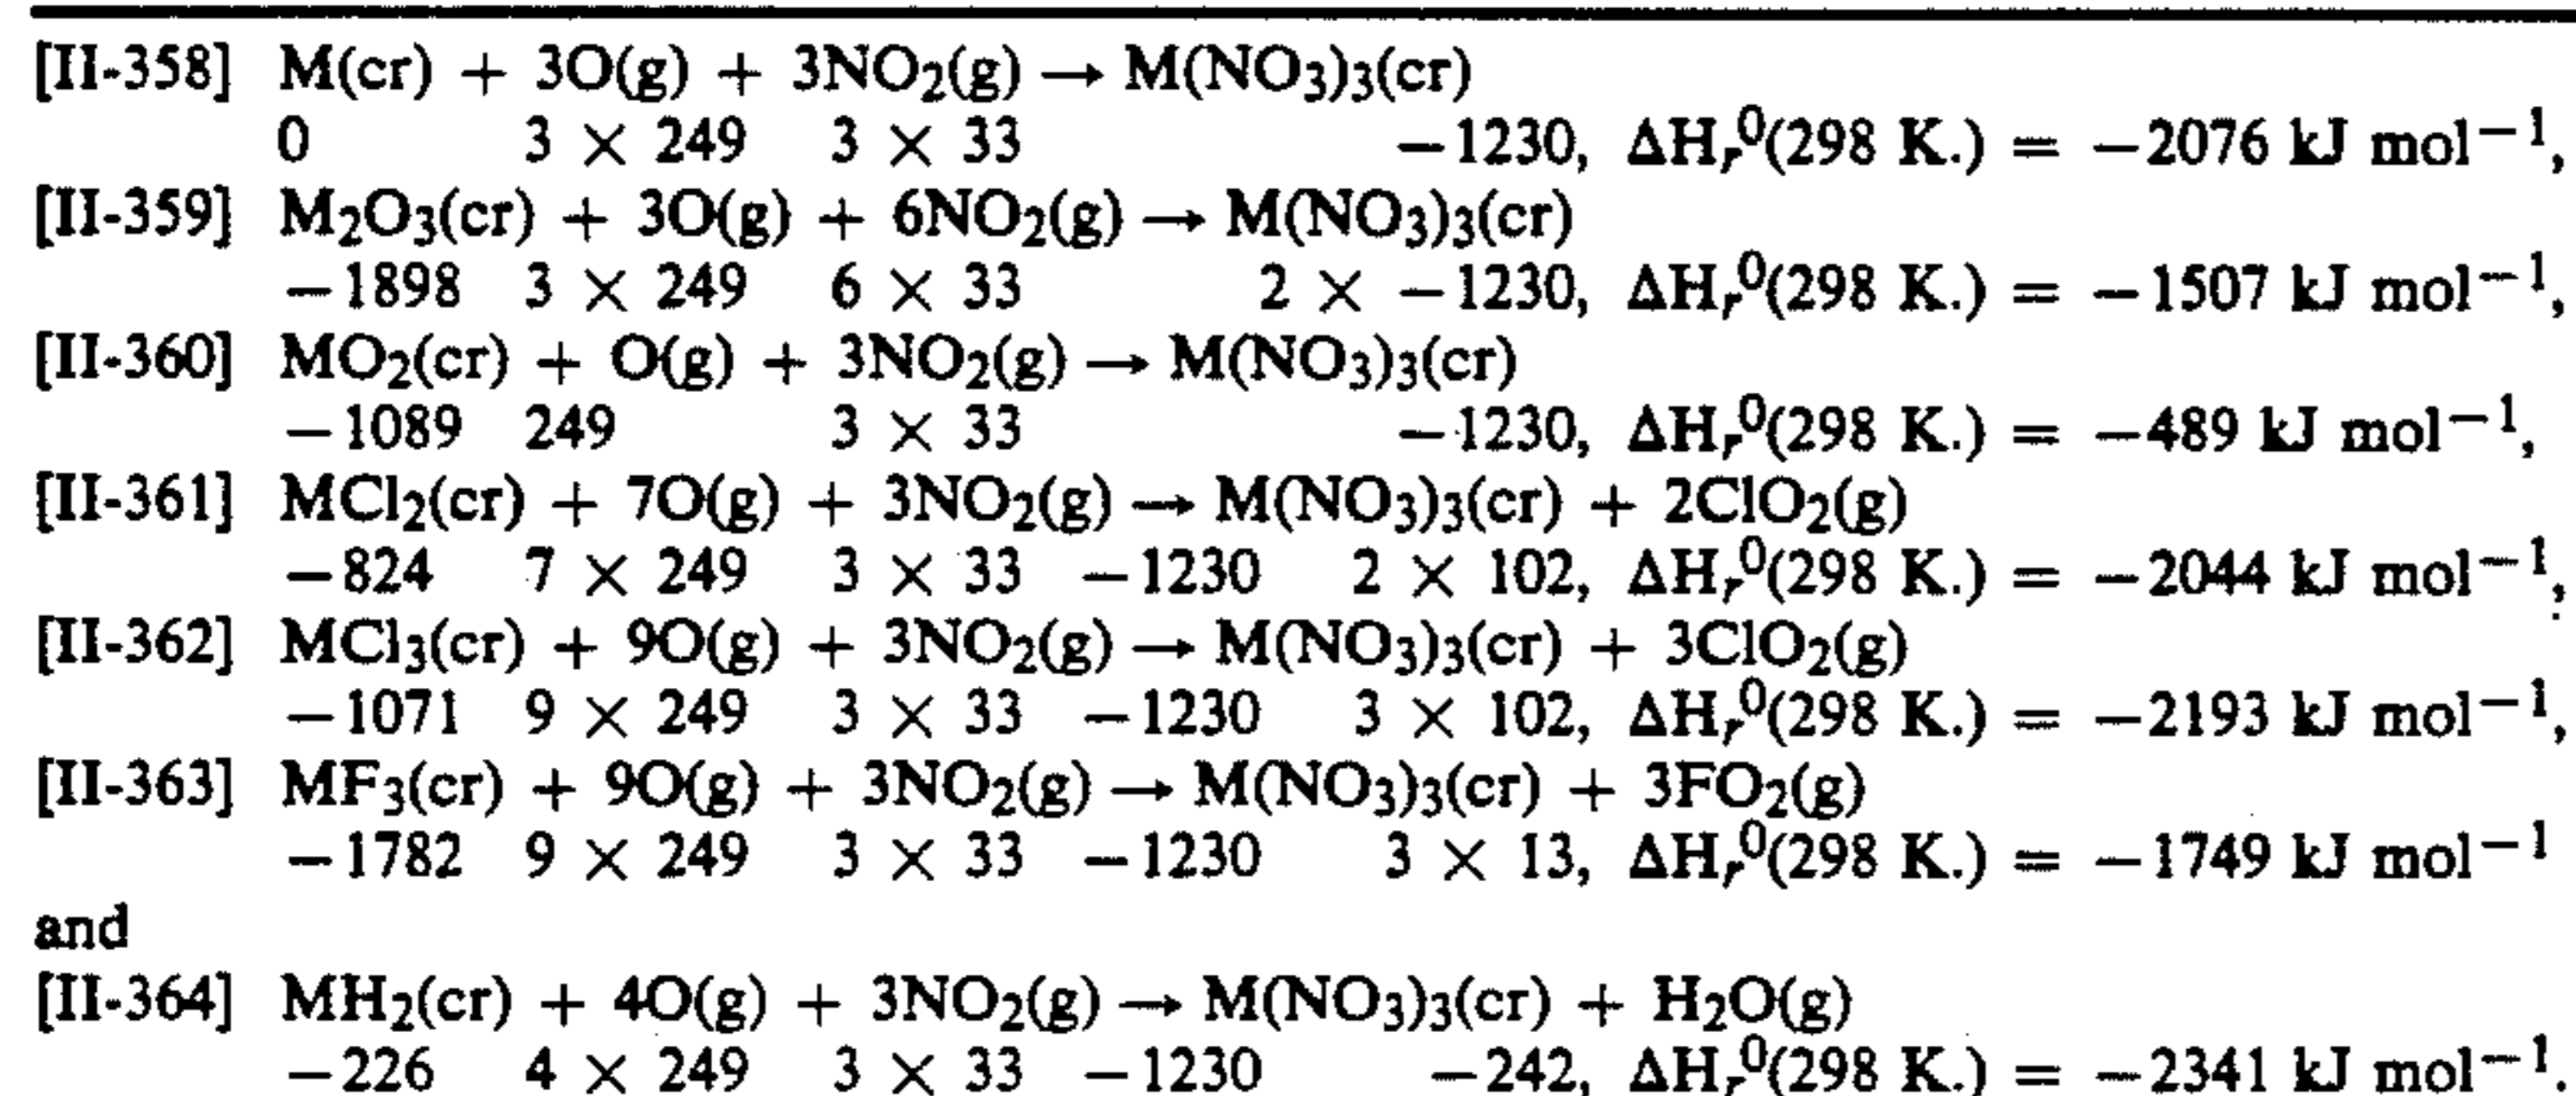 [II-358] M(cr) + 3O(g) + 3NO₂(g) → M(NO₃)₃(cr)
0 3 × 249 3 × 33 −1230, ΔHᵣ⁰(298 K.) = −2076 kJ mol⁻¹,
[II-359] M₂O₃(cr) + 3O(g) + 6NO₂(g) → M(NO₃)₃(cr)
−1898 3 × 249 6 × 33 2 × −1230, ΔHᵣ⁰(298 K.) = −1507 kJ mol⁻¹,
[II-360] MO₂(cr) + O(g) + 3NO₂(g) → M(NO₃)₃(cr)
−1089 249 3 × 33 −1230, ΔHᵣ⁰(298 K.) = −489 kJ mol⁻¹,
[II-361] MCl₂(cr) + 7O(g) + 3NO₂(g) → M(NO₃)₃(cr) + 2ClO₂(g)
−824 7 × 249 3 × 33 −1230 2 × 102, ΔHᵣ⁰(298 K.) = −2044 kJ mol⁻¹,
[II-362] MCl₃(cr) + 9O(g) + 3NO₂(g) → M(NO₃)₃(cr) + 3ClO₂(g)
−1071 9 × 249 3 × 33 −1230 3 × 102, ΔHᵣ⁰(298 K.) = −2193 kJ mol⁻¹,
[II-363] MF₃(cr) + 9O(g) + 3NO₂(g) → M(NO₃)₃(cr) + 3FO₂(g)
−1782 9 × 249 3 × 33 −1230 3 × 13, ΔHᵣ⁰(298 K.) = −1749 kJ mol⁻¹
and
[II-364] MH₂(cr) + 4O(g) + 3NO₂(g) → M(NO₃)₃(cr) + H₂O(g)
−226 4 × 249 3 × 33 −1230 −242, ΔHᵣ⁰(298 K.) = −2341 kJ mol⁻¹.